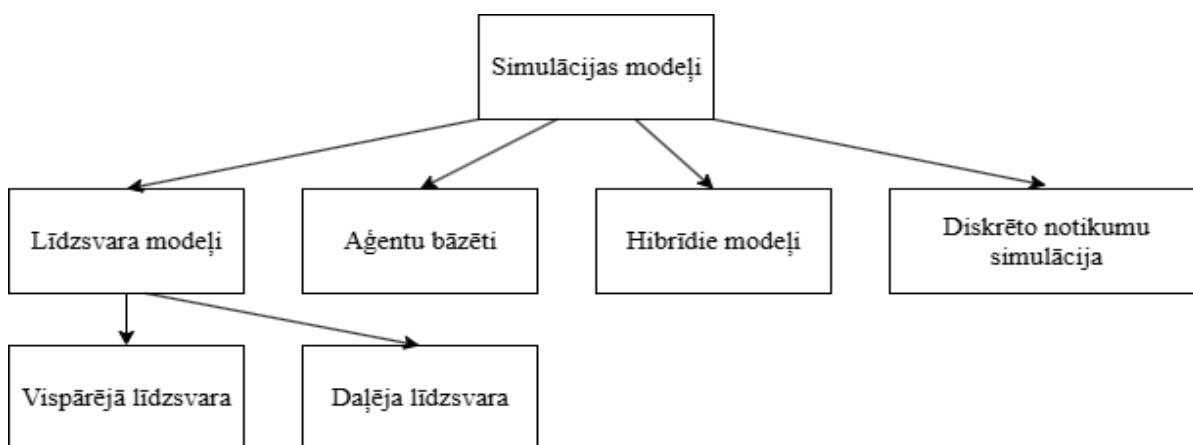 Simulācijas modeļi
Līdzsvara modeļi
Aģentu bāzēti
Hibrīdie modeļi
Diskrēto notikumu
simulācija
Vispārējā līdzsvara
Daļēja līdzsvara